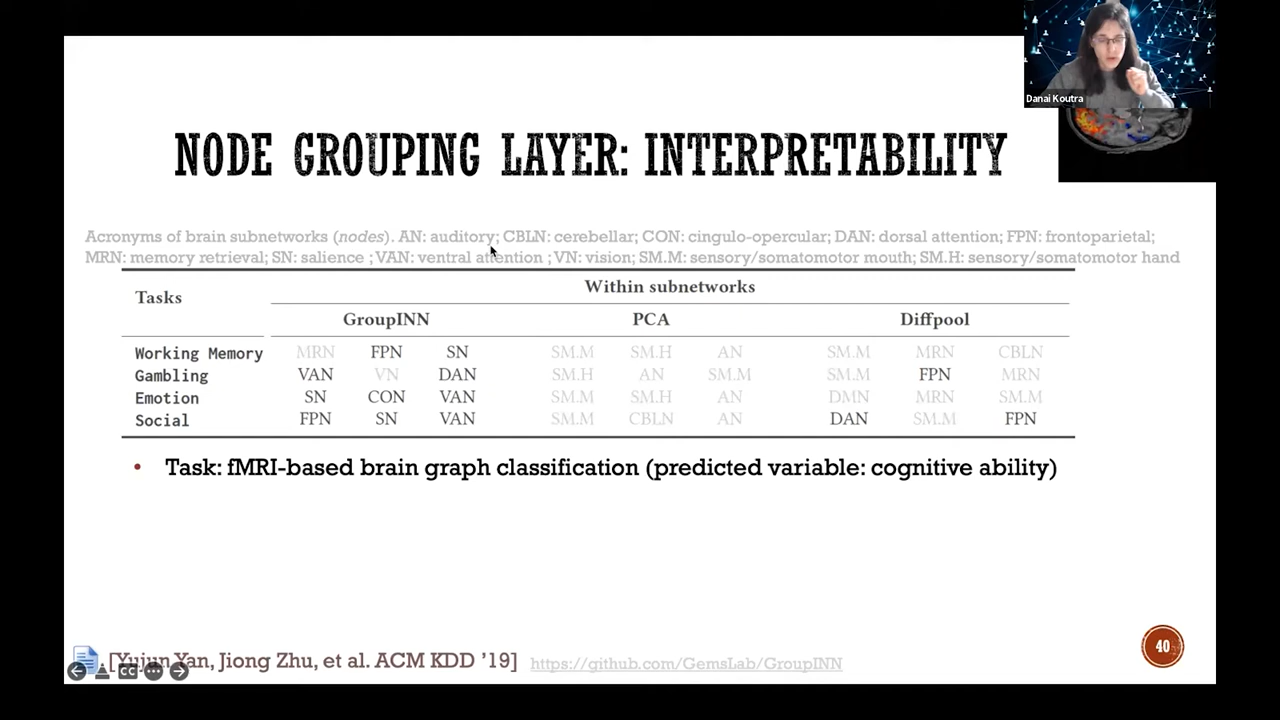 Danai Koutra
NODE GROUPING LAYER: INTERPRETABILITY
Acronyms of brain subnetworks (nodes). AN: auditory; CBLN: cerebellar; CON: cingulo-opercular; DAN: dorsal attention; FPN: frontoparietal;
MRN: memory retrieval; SN: salience ; VAN: ventral attention ; VN: vision; SM.M: sensory/somatomotor mouth; SM.H: sensory/somatomotor hand
Tasks Within subnetworks
GroupINN PCA Diffpool
Working Memory MRN FPN SN SM.M SM.H AN SM.M MRN CBLN
Gambling VAN VN DAN SM.H AN SM.M SM.M FPN MRN
Emotion SN CON VAN SM.M SM.H AN DMN MRN SM.M
Social FPN SN VAN SM.M CBLN AN DAN SM.M FPN
• Task: fMRI-based brain graph classification (predicted variable: cognitive ability)
[Yujun Yan, Jiong Zhu, et al. ACM KDD '19] https://github.com/GemsLab/GroupINN
CC
40